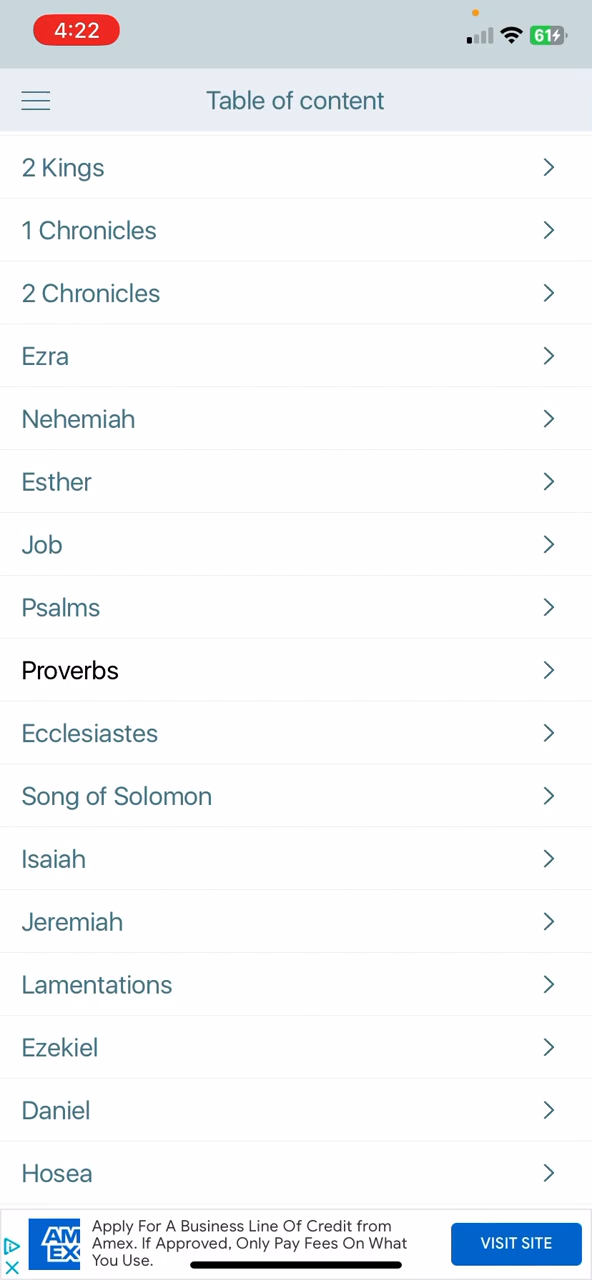 4:22
61
Table of content
2 Kings
1 Chronicles
2 Chronicles
Ezra
Nehemiah
Esther
Job
Psalms
Proverbs
Ecclesiastes
Song of Solomon
Isaiah
Jeremiah
Lamentations
Ezekiel
Daniel
Hosea
AM
EX
Apply For A Business Line Of Credit from
Amex. If Approved, Only Pay Fees On What
You Use.
VISIT SITE